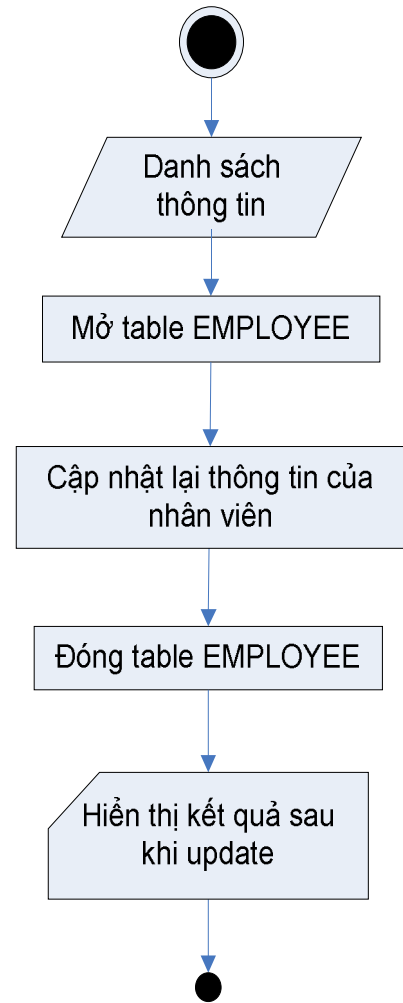 Danh sách
thông tin
Mở table EMPLOYEE
Cập nhật lại thông tin của
nhân viên
Đóng table EMPLOYEE
Hiển thị kết quả sau
khi update